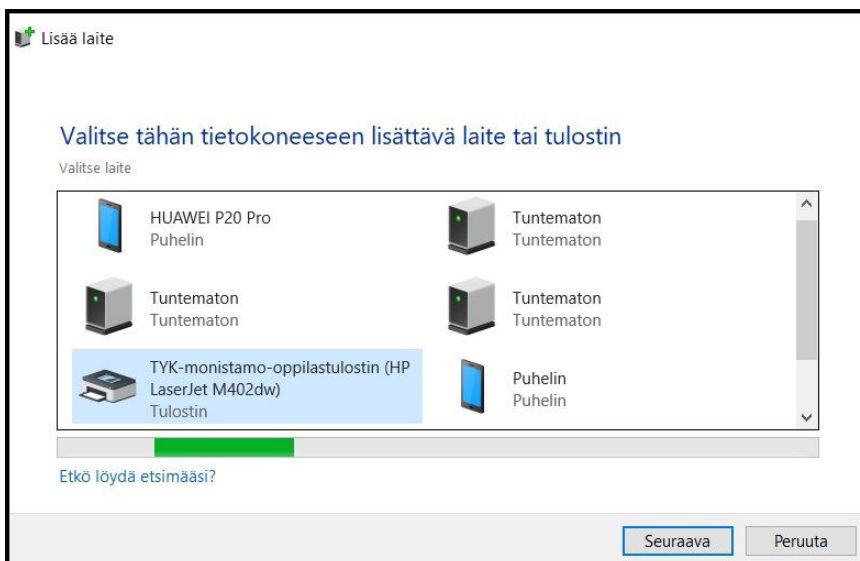 Lisää laite
Valitse tähän tietokoneeseen lisättävä laite tai tulostin
Valitse laite
HUAWEI P20 Pro
Puhelin
Tuntematon
Tuntematon
Tuntematon
Tuntematon
Tuntematon
Tuntematon
TYK-monistamo-oppilastulostin (HP
LaserJet M402dw)
Tulostin
Puhelin
Puhelin
Etkö löydä etsimääsi?
Seuraava
Peruuta